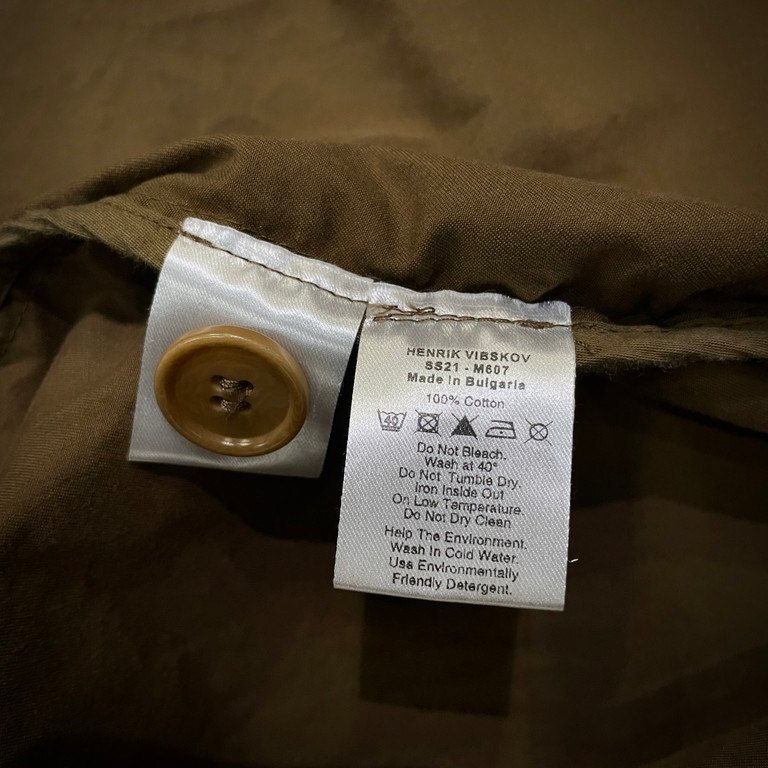 HENRIK VIBSKOV
SS21 - M607
Made In Bulgaria
100% Cotton
40
Do Not Bleach.
Wash at 40°
Do Not Tumble Dry.
Iron Inside Out
On Low Temperature.
Do Not Dry Clean
Help The Environment.
Wash In Cold Water.
Use Environmentally
Friendly Detergent.